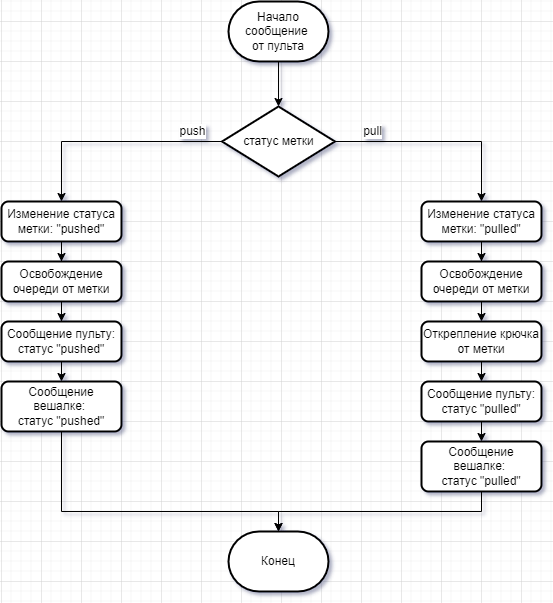 Начало
сообщение
от пульта
статус метки
push
pull
Изменение статуса
метки: "pushed"
Освобождение
очереди от метки
Сообщение пульту:
статус "pushed"
Сообщение
вешалке:
статус "pushed"
Изменение статуса
метки: "pulled"
Освобождение
очереди от метки
Открепление крючка
от метки
Сообщение пульту:
статус "pulled"
Сообщение
вешалке:
статус "pulled"
Конец